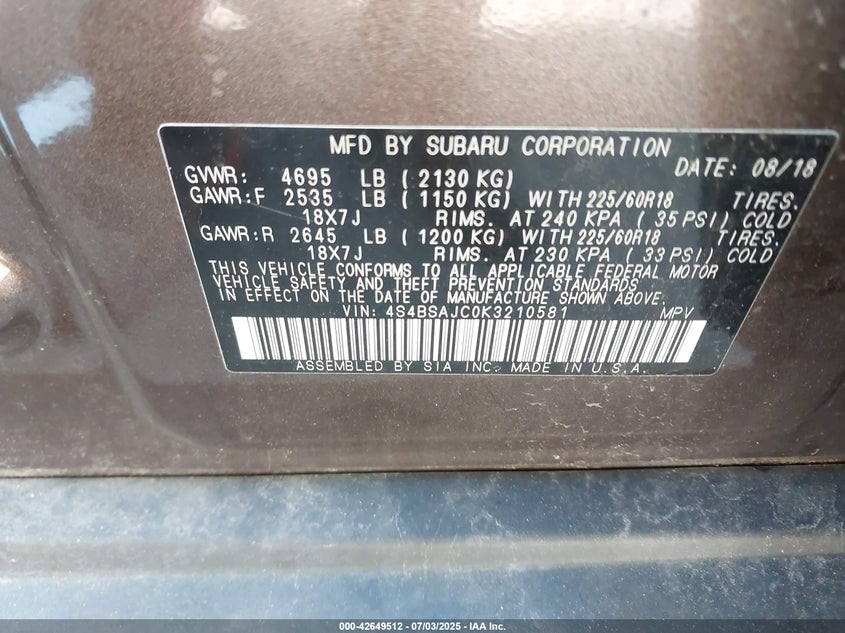 MFD BY SUBARU CORPORATION DATE: 08/18
GVWR: 4695 LB ( 2130 KG)
GAWR:F 2535 LB ( 1150 KG) WITH 225/60R18 TIRES.
18X7J RIMS. AT 240 KPA ( 35 PSI) COLD
GAWR:R 2645 LB ( 1200 KG) WITH 225/60R18 TIRES.
18X7J RIMS. AT 230 KPA ( 33 PSI) COLD
THIS VEHICLE CONFORMS TO ALL APPLICABLE FEDERAL MOTOR
VEHICLE SAFETY AND THEFT PREVENTION STANDARDS
IN EFFECT ON THE DATE OF MANUFACTURE SHOWN ABOVE.
VIN: 4S4BSAJC0K3210581 MPV
ASSEMBLED BY SIA INC. MADE IN U.S.A.
000-42649512 - 07/03/2025 - IAA Inc.